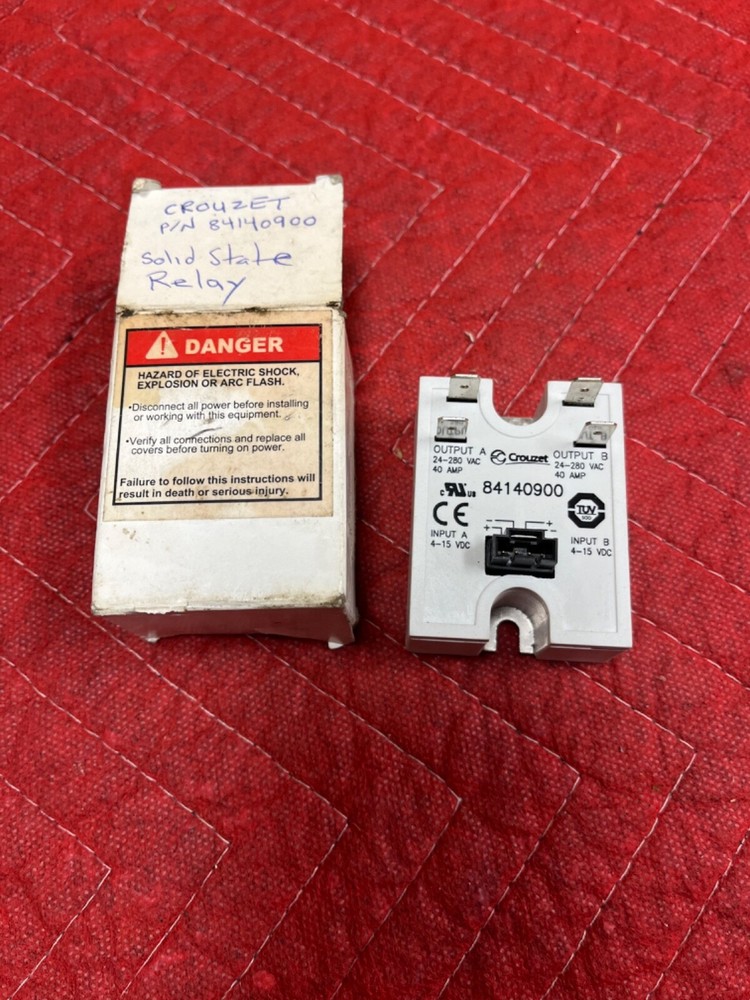 CROUZET
P/N 84140900
Solid State
Relay
DANGER
HAZARD OF ELECTRIC SHOCK,
EXPLOSION OR ARC FLASH.
•Disconnect all power before installing
or working with this equipment.
•Verify all connections and replace all
covers before turning on power.
Failure to follow this instructions will
result in death or serious injury.
OUTPUT A
24-280 VAC
40 AMP
Crouzet
OUTPUT B
24-280 VAC
40 AMP
c RU us
84140900
CE
TUV
INPUT A
4-15 VDC
+ - - +
INPUT B
4-15 VDC